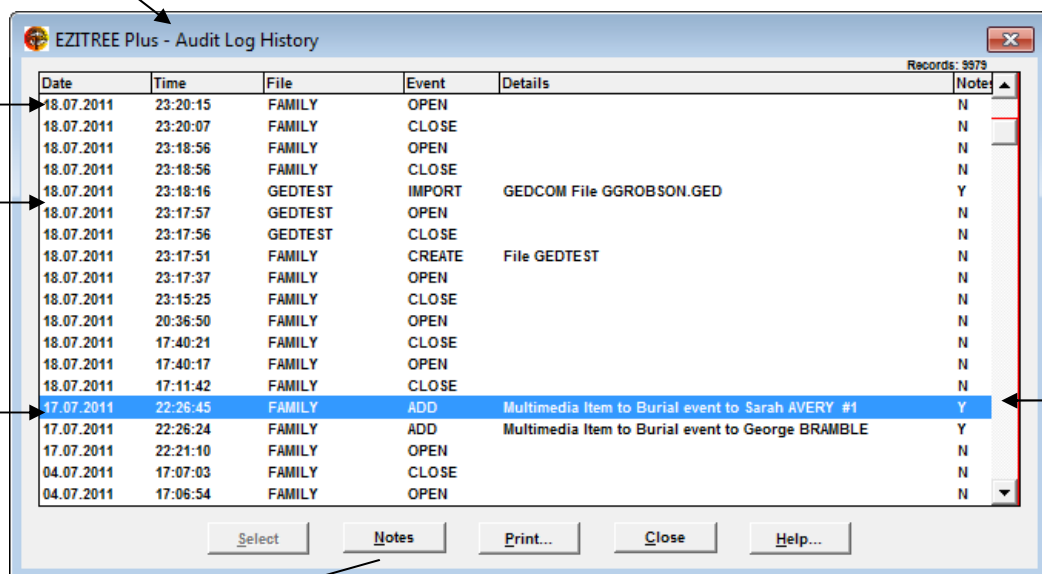 EZITREE Plus - Audit Log History
Records: 9979
Date Time File Event Details Notes
18.07.2011 23:20:15 FAMILY OPEN N
18.07.2011 23:20:07 FAMILY CLOSE N
18.07.2011 23:18:56 FAMILY OPEN N
18.07.2011 23:18:56 FAMILY CLOSE N
18.07.2011 23:18:16 GEDTEST IMPORT GEDCOM File GGROBSON.GED Y
18.07.2011 23:17:57 GEDTEST OPEN N
18.07.2011 23:17:56 GEDTEST CLOSE N
18.07.2011 23:17:51 FAMILY CREATE File GEDTEST N
18.07.2011 23:17:37 FAMILY OPEN N
18.07.2011 23:15:25 FAMILY CLOSE N
18.07.2011 20:36:50 FAMILY OPEN N
18.07.2011 17:40:21 FAMILY CLOSE N
18.07.2011 17:40:17 FAMILY OPEN N
18.07.2011 17:11:42 FAMILY CLOSE N
17.07.2011 22:26:45 FAMILY ADD Multimedia Item to Burial event to Sarah AVERY #1 Y
17.07.2011 22:26:24 FAMILY ADD Multimedia Item to Burial event to George BRAMBLE Y
17.07.2011 22:21:10 FAMILY OPEN N
04.07.2011 17:07:03 FAMILY CLOSE N
04.07.2011 17:06:54 FAMILY OPEN N
Select Notes Print... Close Help...